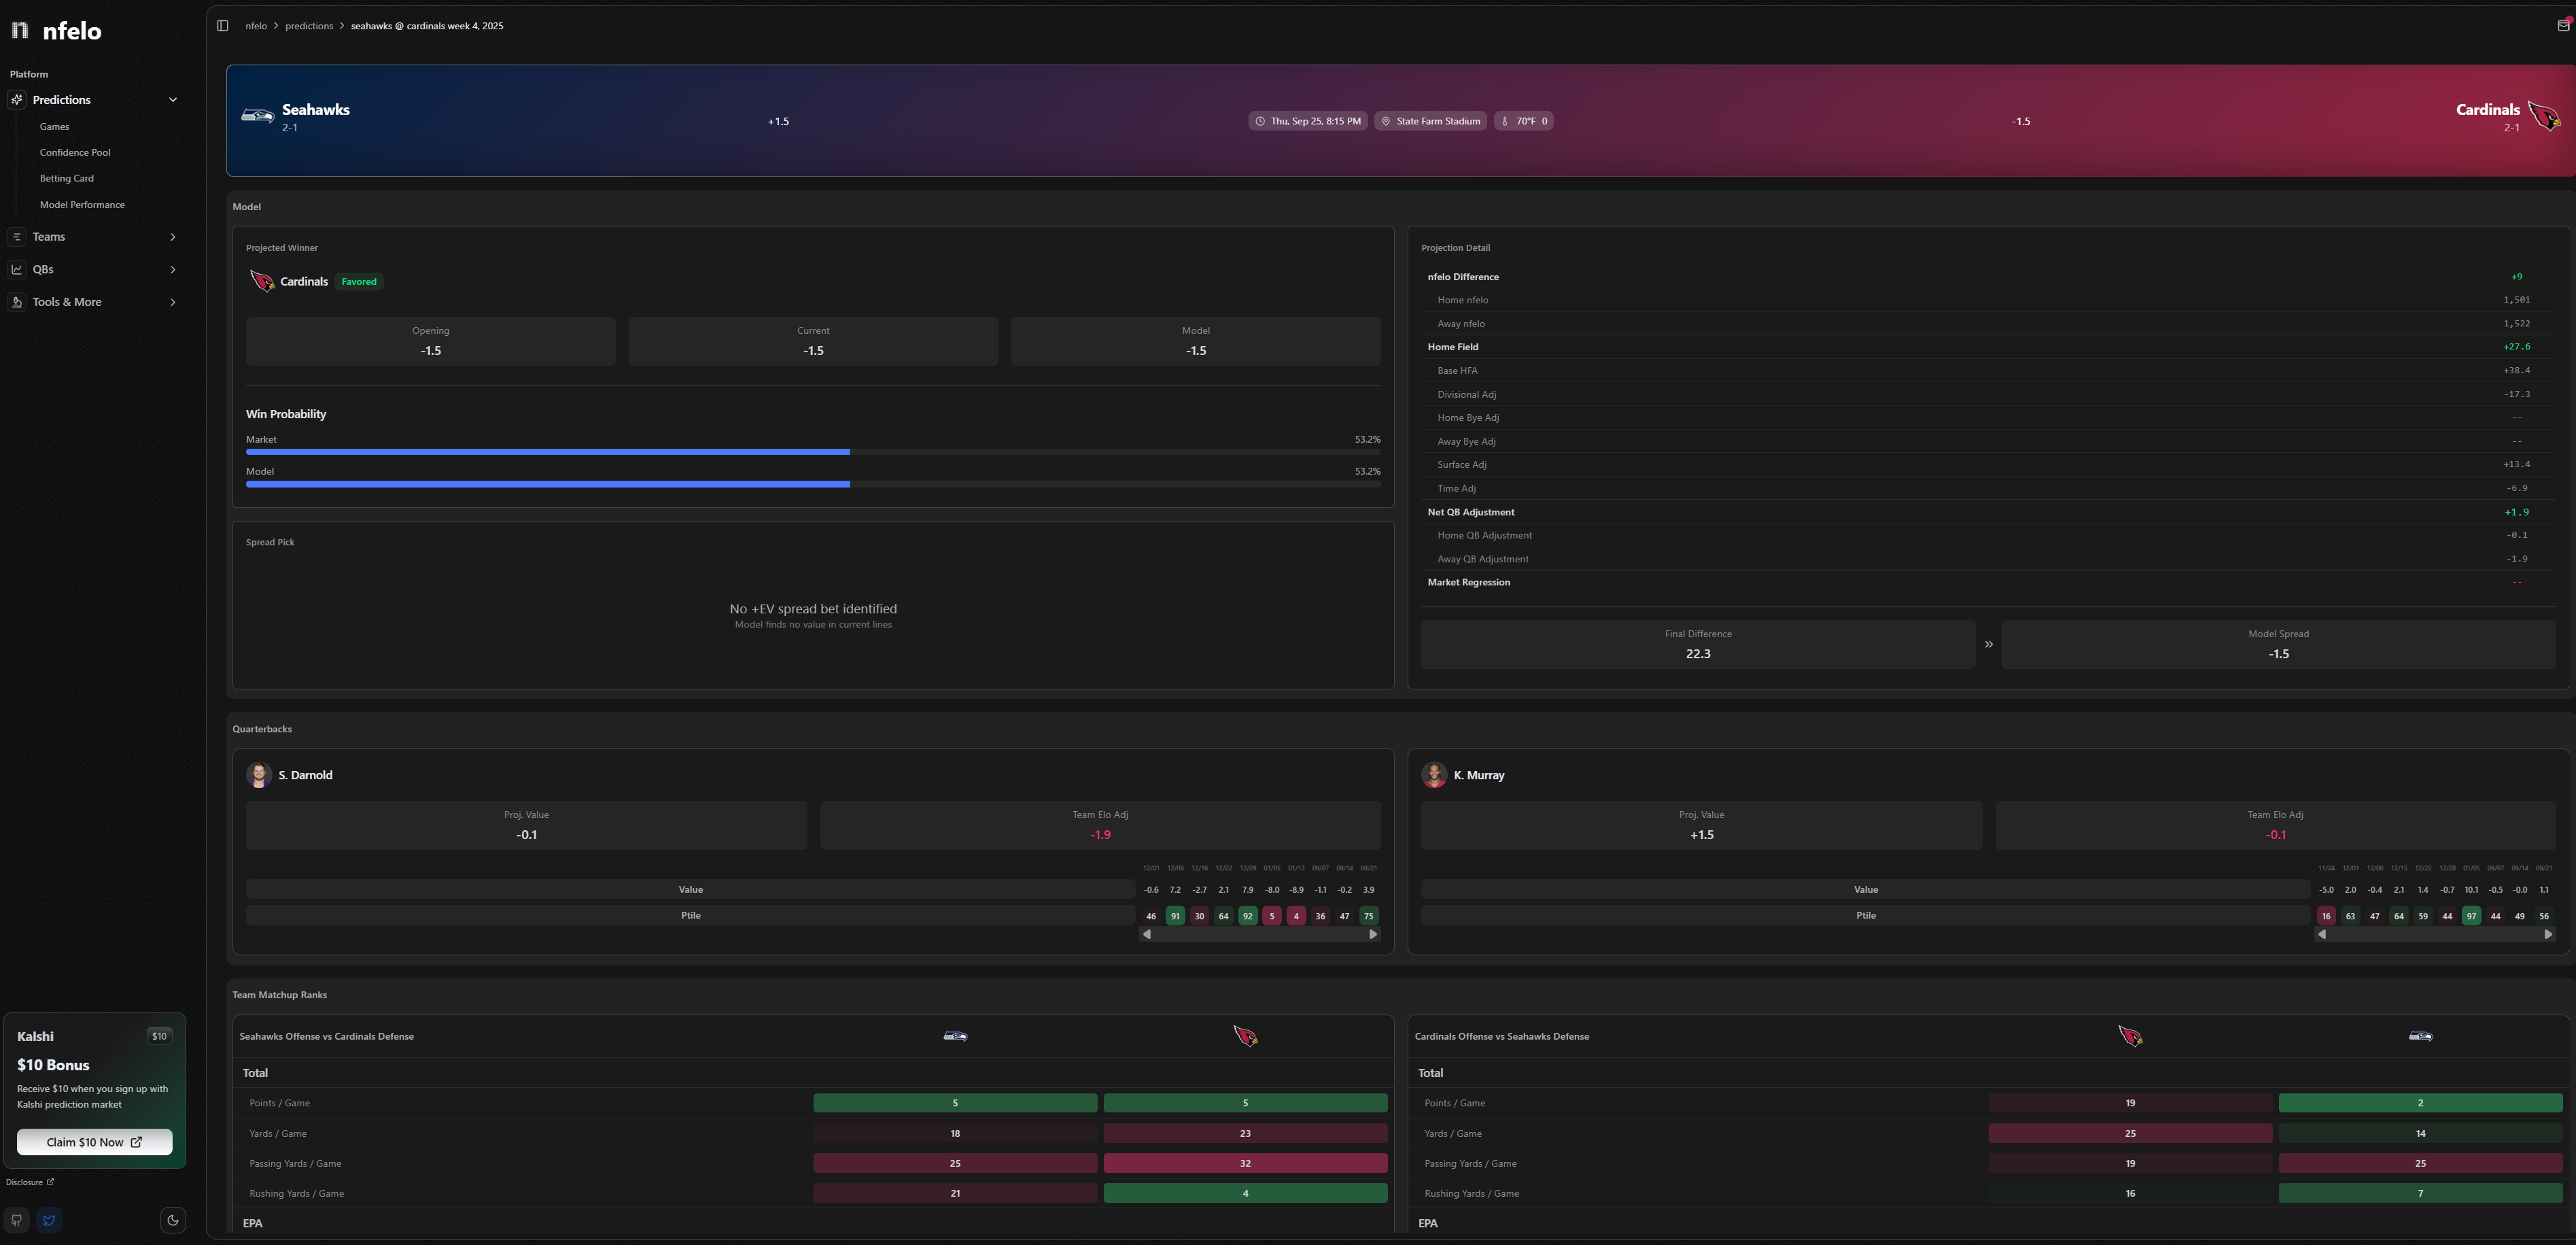 nfelo
Platform
Predictions
Games
Confidence Pool
Betting Card
Model Performance
Teams
QBs
Tools & More
Kalshi $10
$10 Bonus
Receive $10 when you sign up with
Kalshi prediction market
Claim $10 Now
Disclosure
nfelo > predictions > seahawks @ cardinals week 4, 2025
Seahawks
2-1
+1.5
Thu, Sep 25, 8:15 PM State Farm Stadium 70°F 0
-1.5
Cardinals
2-1
Model
Projected Winner
Cardinals Favored
Opening
-1.5
Current
-1.5
Model
-1.5
Win Probability
Market 53.2%
Model 53.2%
Spread Pick
No +EV spread bet identified
Model finds no value in current lines
Projection Detail
nfelo Difference +9
Home nfelo 1,501
Away nfelo 1,522
Home Field +27.6
Base HFA +38.4
Divisional Adj -17.3
Home Bye Adj --
Away Bye Adj --
Surface Adj +13.4
Time Adj -6.9
Net QB Adjustment +1.9
Home QB Adjustment -0.1
Away QB Adjustment -1.9
Market Regression --
Final Difference
22.3
»
Model Spread
-1.5
Quarterbacks
S. Darnold
Proj. Value
-0.1
Team Elo Adj
-1.9
12/01 12/08 12/16 12/22 12/29 01/05 01/13 09/07 09/14 09/21
Value -0.6 7.2 -2.7 2.1 7.9 -8.0 -8.9 -1.1 -0.2 3.9
Ptile 46 91 30 64 92 5 4 36 47 75
K. Murray
Proj. Value
+1.5
Team Elo Adj
-0.1
11/24 12/01 12/08 12/15 12/22 12/28 01/05 09/07 09/14 09/21
Value -5.0 2.0 -0.4 2.1 1.4 -0.7 10.1 -0.5 -0.0 1.1
Ptile 16 63 47 64 59 44 97 44 49 56
Team Matchup Ranks
Seahawks Offense vs Cardinals Defense
Total
Points / Game 5 5
Yards / Game 18 23
Passing Yards / Game 25 32
Rushing Yards / Game 21 4
EPA
Cardinals Offense vs Seahawks Defense
Total
Points / Game 19 2
Yards / Game 25 14
Passing Yards / Game 19 25
Rushing Yards / Game 16 7
EPA